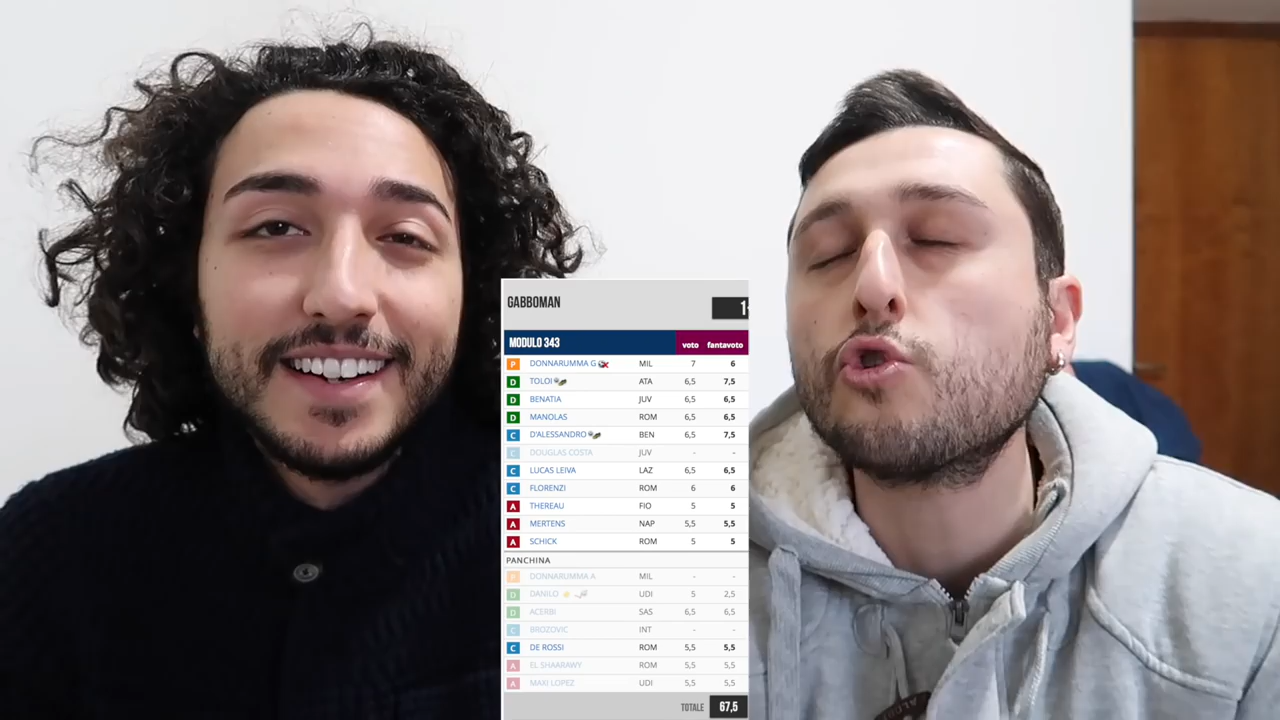 GABBOMAN
1
MODULO 343 voto fantavoto
P DONNARUMMA G MIL 7 6
D TOLOI ATA 6,5 7,5
D BENATIA JUV 6,5 6,5
D MANOLAS ROM 6,5 6,5
C D'ALESSANDRO BEN 6,5 7,5
C DOUGLAS COSTA JUV - -
C LUCAS LEIVA LAZ 6,5 6,5
C FLORENZI ROM 6 6
A THEREAU FIO 5 5
A MERTENS NAP 5,5 5,5
A SCHICK ROM 5 5
PANCHINA
P DONNARUMMA A MIL - -
D DANILO UDI 5 2,5
D ACERBI SAS 6,5 6,5
C BROZOVIC INT - -
C DE ROSSI ROM 5,5 5,5
A EL SHAARAWY ROM 5,5 5,5
A MAXI LOPEZ UDI 5,5 5,5
TOTALE 67,5